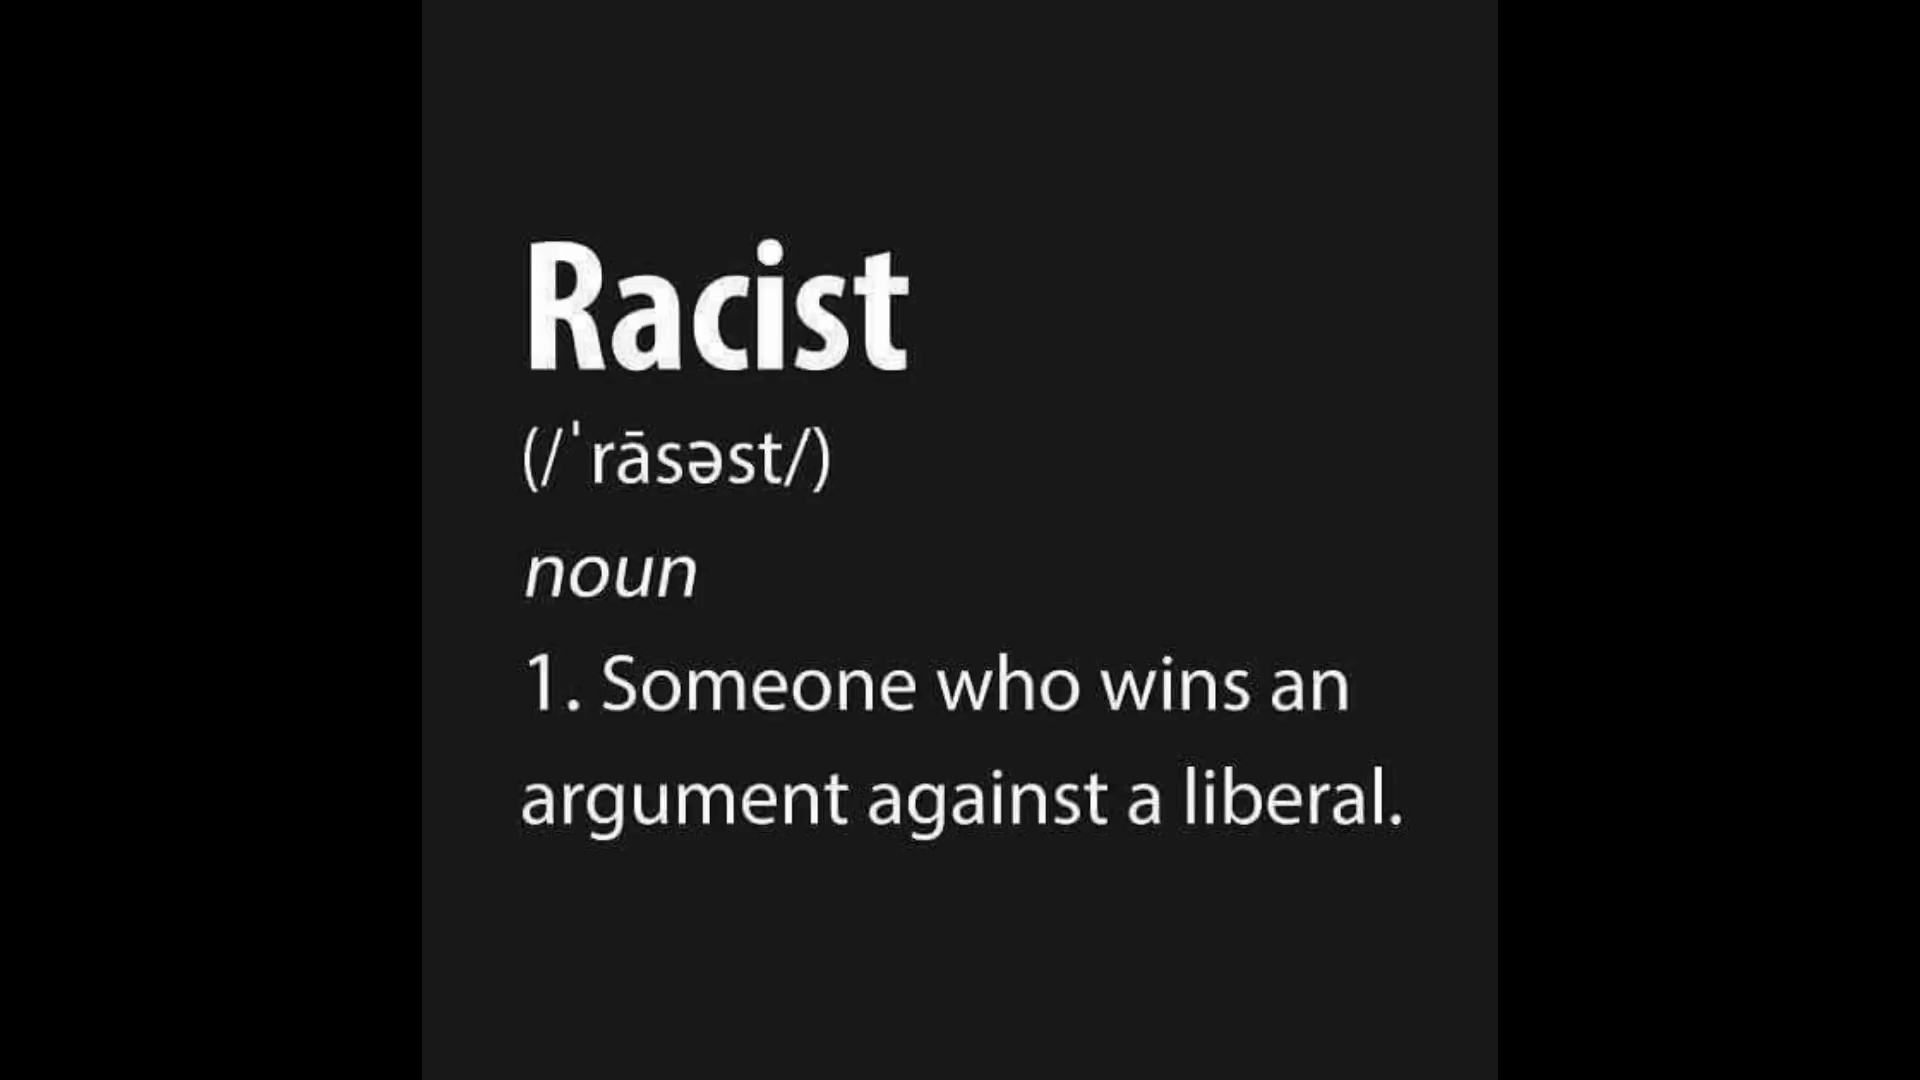 Racist
(/ˈrāsəst/)
noun
1. Someone who wins an
argument against a liberal.